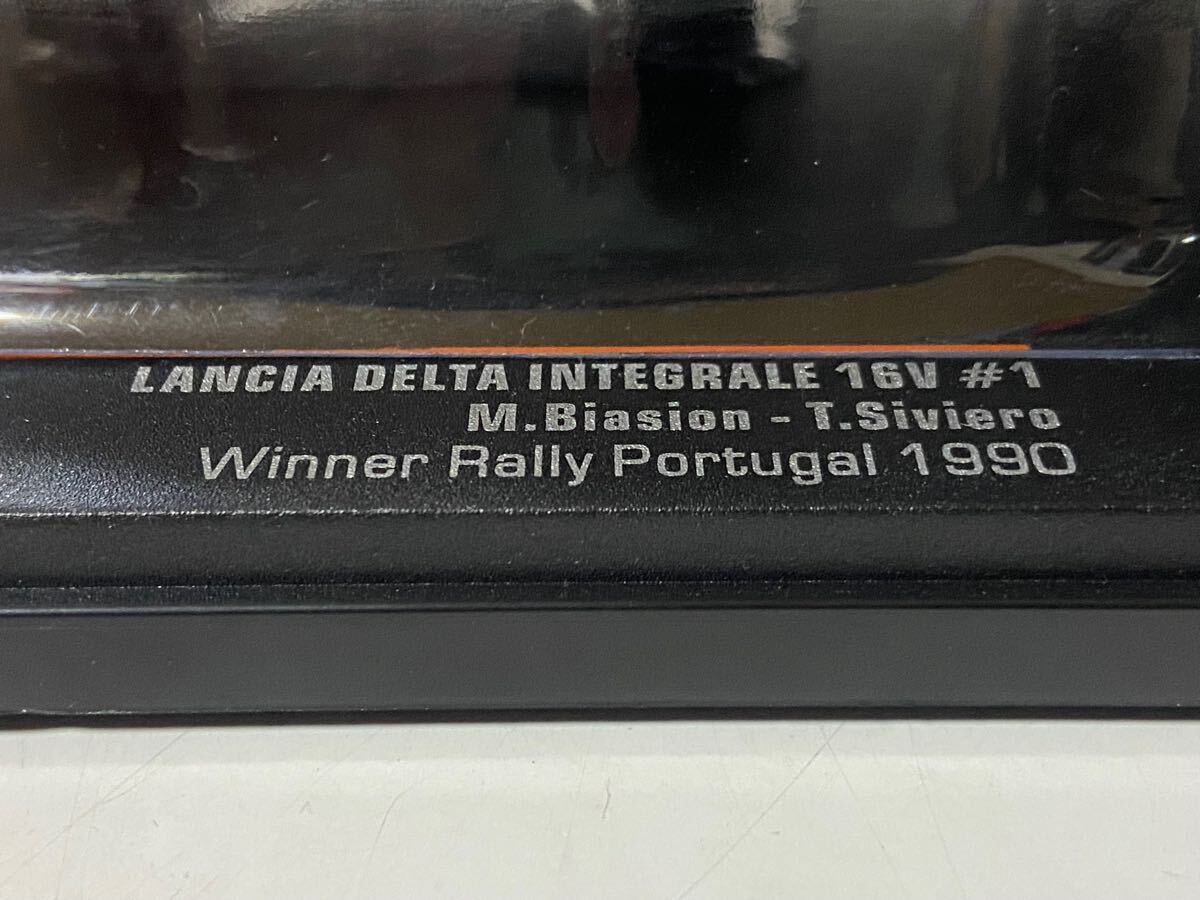 LANCIA DELTA INTEGRALE 16V #1
M.Biasion - T.Siviero
Winner Rally Portugal 1990